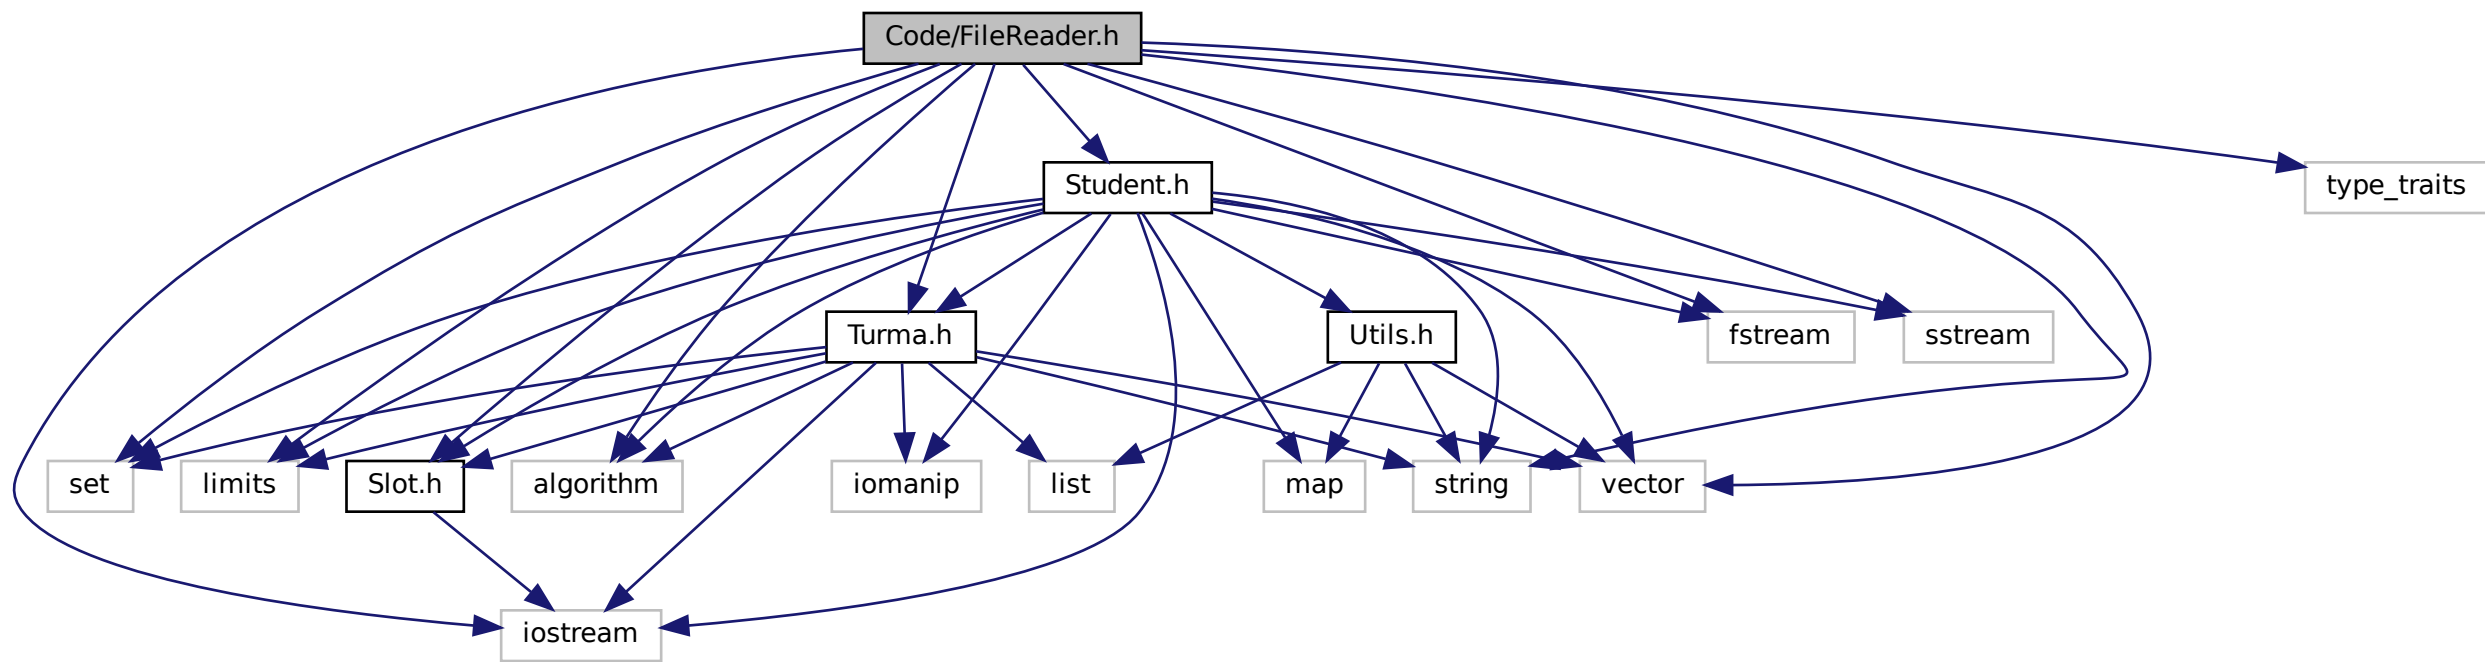 Code/FileReader.h
Student.h
type_traits
Turma.h
Utils.h
fstream
sstream
set
limits
Slot.h
algorithm
iomanip
list
map
string
vector
iostream